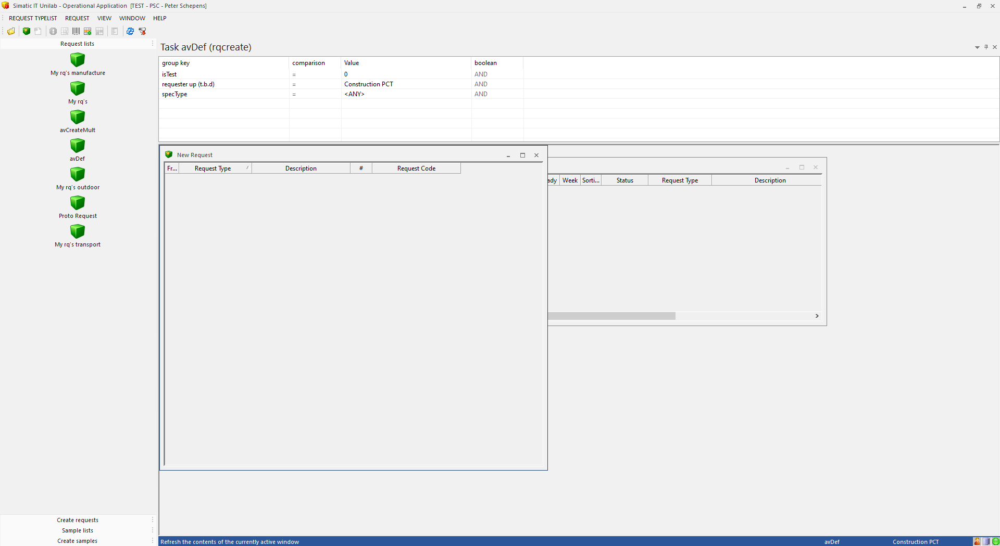 Simatic IT Unilab - Operational Application [TEST - PSC - Peter Schepens]
REQUEST TYPELIST REQUEST VIEW WINDOW HELP
Request lists
My rq's manufacture
My rq's
avCreateMult
avDef
My rq's outdoor
Proto Request
My rq's transport
Create requests
Sample lists
Create samples
Task avDef (rqcreate)
group key comparison Value boolean
isTest = 0 AND
requester up (t.b.d) = Construction PCT AND
specType = <ANY> AND
New Request
Fr... Request Type Description # Request Code
ady Week Sorti... Status Request Type Description
Refresh the contents of the currently active window avDef Construction PCT